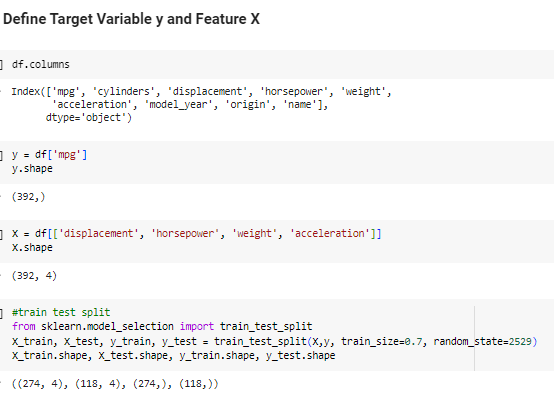 Define Target Variable y and Feature X
] df.columns
Index(['mpg', 'cylinders', 'displacement', 'horsepower', 'weight',
'acceleration', 'model_year', 'origin', 'name'],
dtype='object')
] y = df['mpg']
y.shape
(392,)
] X = df[['displacement', 'horsepower', 'weight', 'acceleration']]
X.shape
(392, 4)
] #train test split
from sklearn.model_selection import train_test_split
X_train, X_test, y_train, y_test = train_test_split(X,y, train_size=0.7, random_state=2529)
X_train.shape, X_test.shape, y_train.shape, y_test.shape
((274, 4), (118, 4), (274,), (118,))